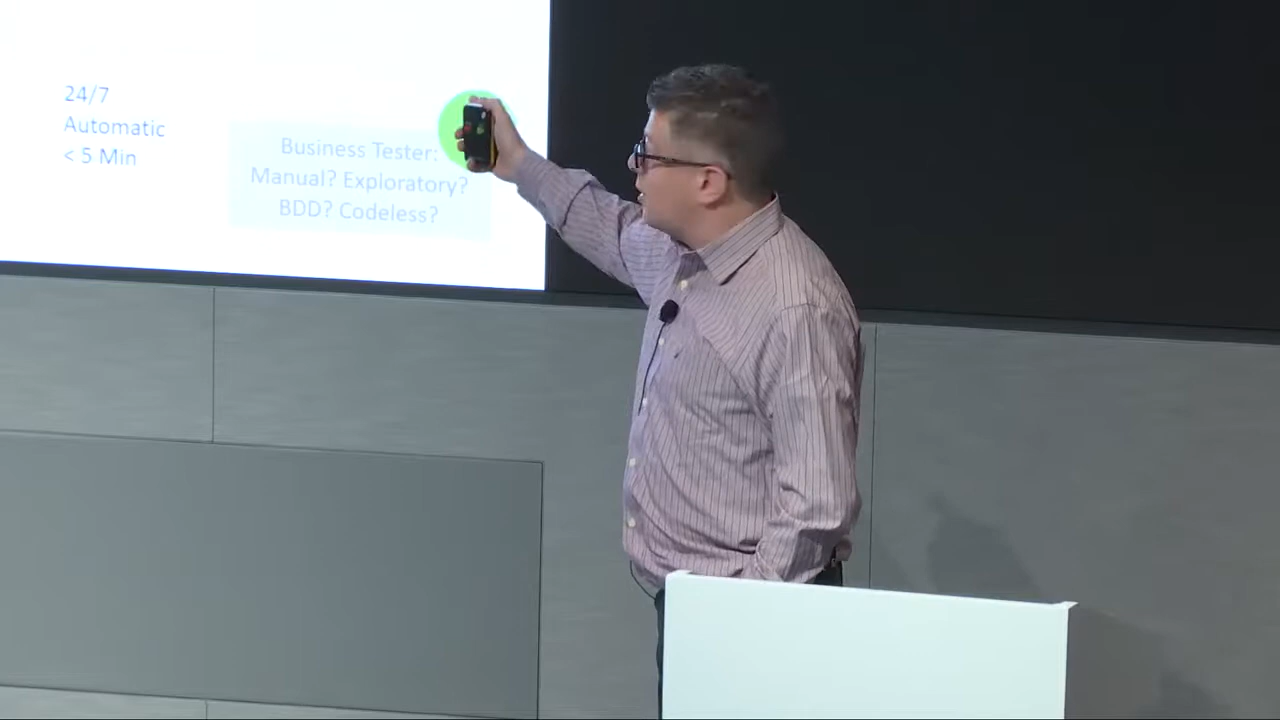 24/7
Automatic
< 5 Min
Business Tester:
Manual? Exploratory?
BDD? Codeless?